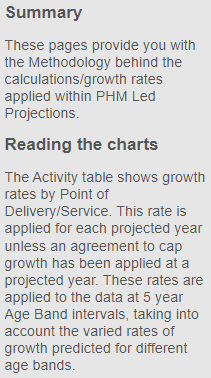 Summary
These pages provide you with
the Methodology behind the
calculations/growth rates
applied within PHM Led
Projections.
Reading the charts
The Activity table shows growth
rates by Point of
Delivery/Service. This rate is
applied for each projected year
unless an agreement to cap
growth has been applied at a
projected year. These rates are
applied to the data at 5 year
Age Band intervals, taking into
account the varied rates of
growth predicted for different
age bands.